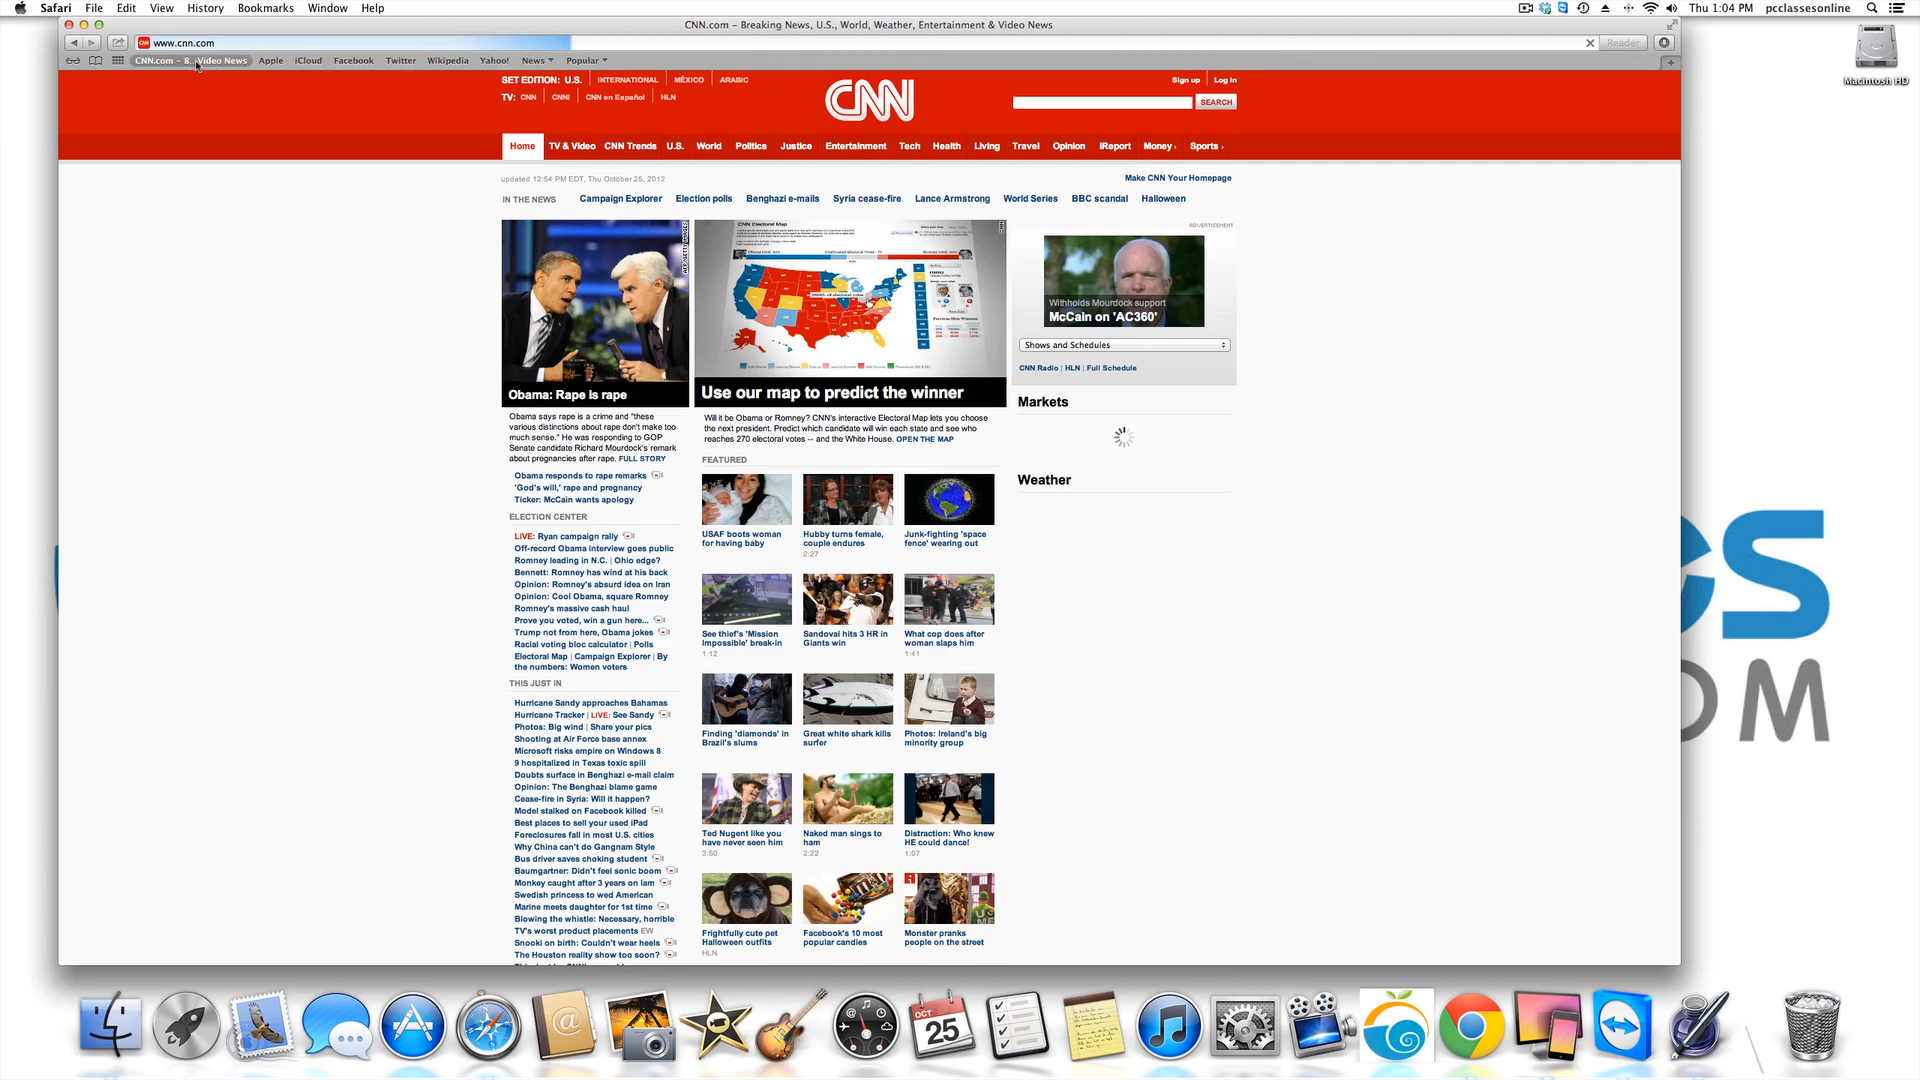 Safari File Edit View History Bookmarks Window Help
Thu 1:04 PM pcclassesonline
CNN.com – Breaking News, U.S., World, Weather, Entertainment & Video News
www.cnn.com
Reader
CNN.com – B... Video News Apple iCloud Facebook Twitter Wikipedia Yahoo! News Popular
Macintosh HD
SET EDITION: U.S. INTERNATIONAL MÉXICO ARABIC
TV: CNN CNNi CNN en Español HLN
CNN
Sign up Log in
SEARCH
Home TV & Video CNN Trends U.S. World Politics Justice Entertainment Tech Health Living Travel Opinion iReport Money Sports
updated 12:54 PM EDT, Thu October 25, 2012
Make CNN Your Homepage
IN THE NEWS Campaign Explorer Election polls Benghazi e-mails Syria cease-fire Lance Armstrong World Series BBC scandal Halloween
Obama: Rape is rape
Obama says rape is a crime and "these
various distinctions about rape don't make too
much sense." He was responding to GOP
Senate candidate Richard Mourdock's remark
about pregnancies after rape. FULL STORY
Obama responds to rape remarks
'God's will,' rape and pregnancy
Ticker: McCain wants apology
ELECTION CENTER
LIVE: Ryan campaign rally
Off-record Obama interview goes public
Romney leading in N.C. | Ohio edge?
Bennett: Romney has wind at his back
Opinion: Romney's absurd idea on Iran
Opinion: Cool Obama, square Romney
Romney's massive cash haul
Prove you voted, win a gun here...
Trump not from here, Obama jokes
Racial voting bloc calculator | Polls
Electoral Map | Campaign Explorer | By
the numbers: Women voters
THIS JUST IN
Hurricane Sandy approaches Bahamas
Hurricane Tracker | LIVE: See Sandy
Photos: Big wind | Share your pics
Shooting at Air Force base annex
Microsoft risks empire on Windows 8
9 hospitalized in Texas toxic spill
Doubts surface in Benghazi e-mail claim
Opinion: The Benghazi blame game
Cease-fire in Syria: Will it happen?
Model stalked on Facebook killed
Best places to sell your used iPad
Foreclosures fall in most U.S. cities
Why China can't do Gangnam Style
Bus driver saves choking student
Baumgartner: Didn't feel sonic boom
Monkey caught after 3 years on lam
Swedish princess to wed American
Marine meets daughter for 1st time
Blowing the whistle: Necessary, horrible
TV's worst product placements EW
Snooki on birth: Couldn't wear heels
The Houston reality show too soon?
CNN Electoral Map
Use our map to predict the winner
Will it be Obama or Romney? CNN's interactive Electoral Map lets you choose
the next president. Predict which candidate will win each state and see who
reaches 270 electoral votes -- and the White House. OPEN THE MAP
FEATURED
USAF boots woman
for having baby
Hubby turns female,
couple endures
2:27
Junk-fighting 'space
fence' wearing out
See thief's 'Mission
Impossible' break-in
1:12
Sandoval hits 3 HR in
Giants win
What cop does after
woman slaps him
1:41
Finding 'diamonds' in
Brazil's slums
Great white shark kills
surfer
Photos: Ireland's big
minority group
Ted Nugent like you
have never seen him
3:50
Naked man sings to
ham
2:22
Distraction: Who knew
HE could dance!
1:07
Frightfully cute pet
Halloween outfits
HLN
Facebook's 10 most
popular candies
Monster pranks
people on the street
ADVERTISEMENT
Withholds Mourdock support
McCain on 'AC360'
Shows and Schedules
CNN Radio | HLN | Full Schedule
Markets
Weather
OCT
25